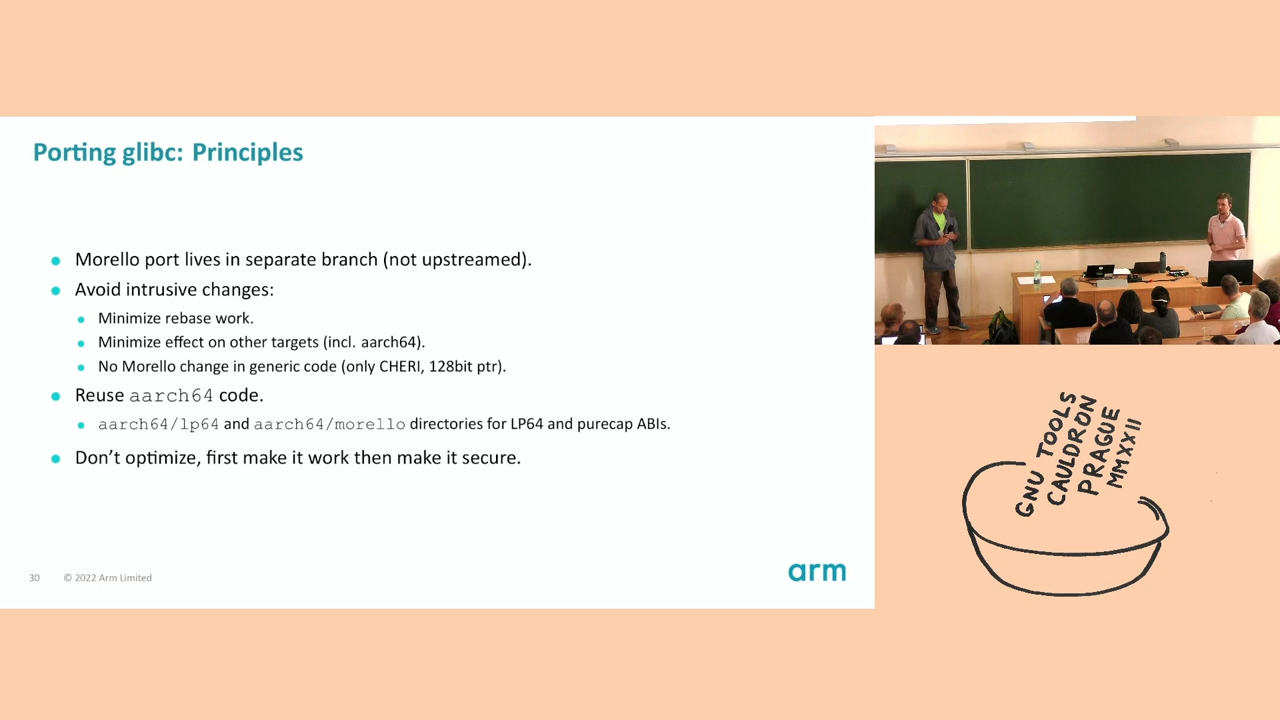 Porting glibc: Principles
Morello port lives in separate branch (not upstreamed).
Avoid intrusive changes:
Minimize rebase work.
Minimize effect on other targets (incl. aarch64).
No Morello change in generic code (only CHERI, 128bit ptr).
Reuse aarch64 code.
aarch64/lp64 and aarch64/morello directories for LP64 and purecap ABIs.
Don't optimize, first make it work then make it secure.
30 © 2022 Arm Limited
arm
GNU TOOLS
CAULDRON
PRAGUE
MMXXII